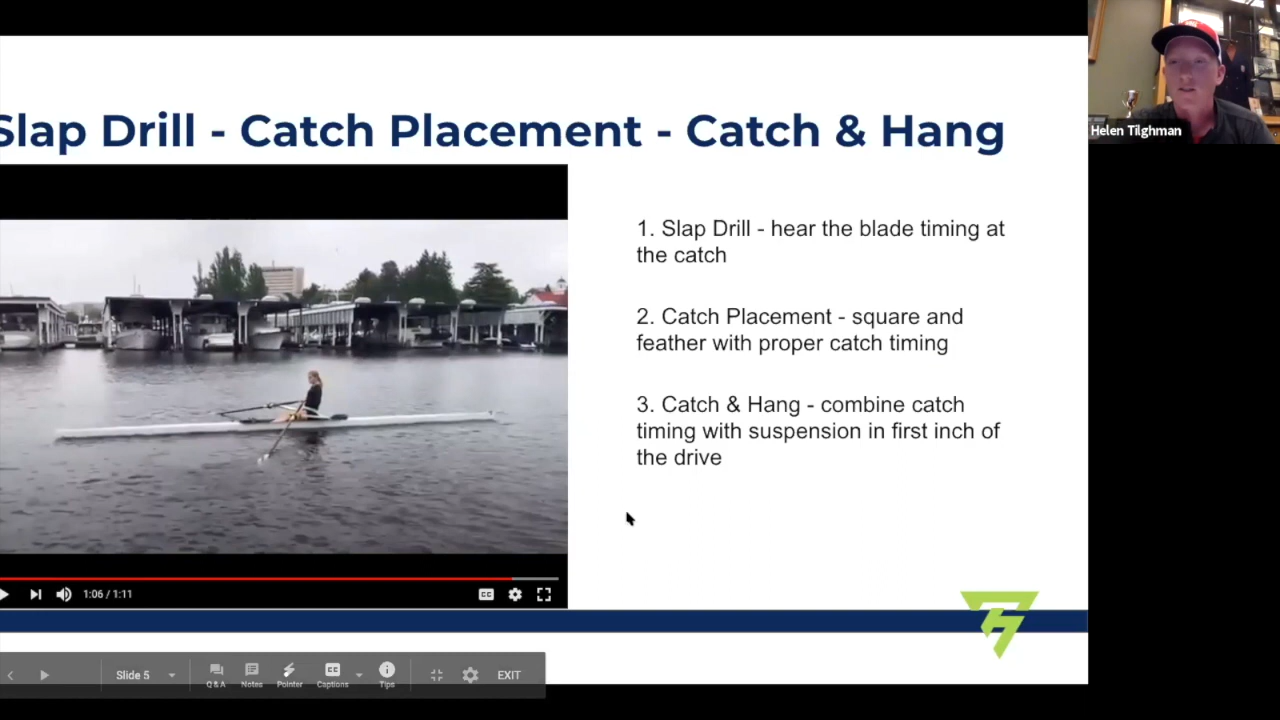 Slap Drill - Catch Placement - Catch & Hang
Helen Tilghman
1. Slap Drill - hear the blade timing at
the catch
2. Catch Placement - square and
feather with proper catch timing
3. Catch & Hang - combine catch
timing with suspension in first inch of
the drive
1:06 / 1:11
CC
Slide 5
Q & A
Notes
Pointer
CC
Captions
Tips
EXIT